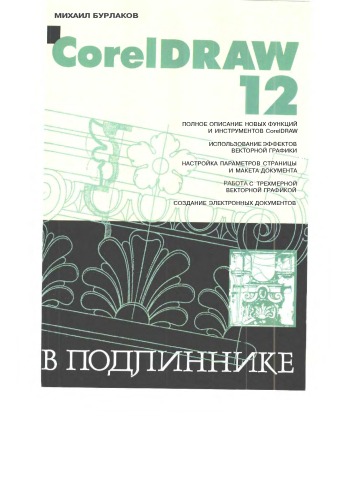 МИХАИЛ БУРЛАКОВ
CorelDRAW
12
ПОЛНОЕ ОПИСАНИЕ НОВЫХ ФУНКЦИЙ
И ИНСТРУМЕНТОВ CorelDRAW
ИСПОЛЬЗОВАНИЕ ЭФФЕКТОВ
ВЕКТОРНОЙ ГРАФИКИ
НАСТРОЙКА ПАРАМЕТРОВ СТРАНИЦЫ
И МАКЕТА ДОКУМЕНТА
РАБОТА С ТРЕХМЕРНОЙ
ВЕКТОРНОЙ ГРАФИКОЙ
СОЗДАНИЕ ЭЛЕКТРОННЫХ ДОКУМЕНТОВ
В ПОДЛИННИКЕ